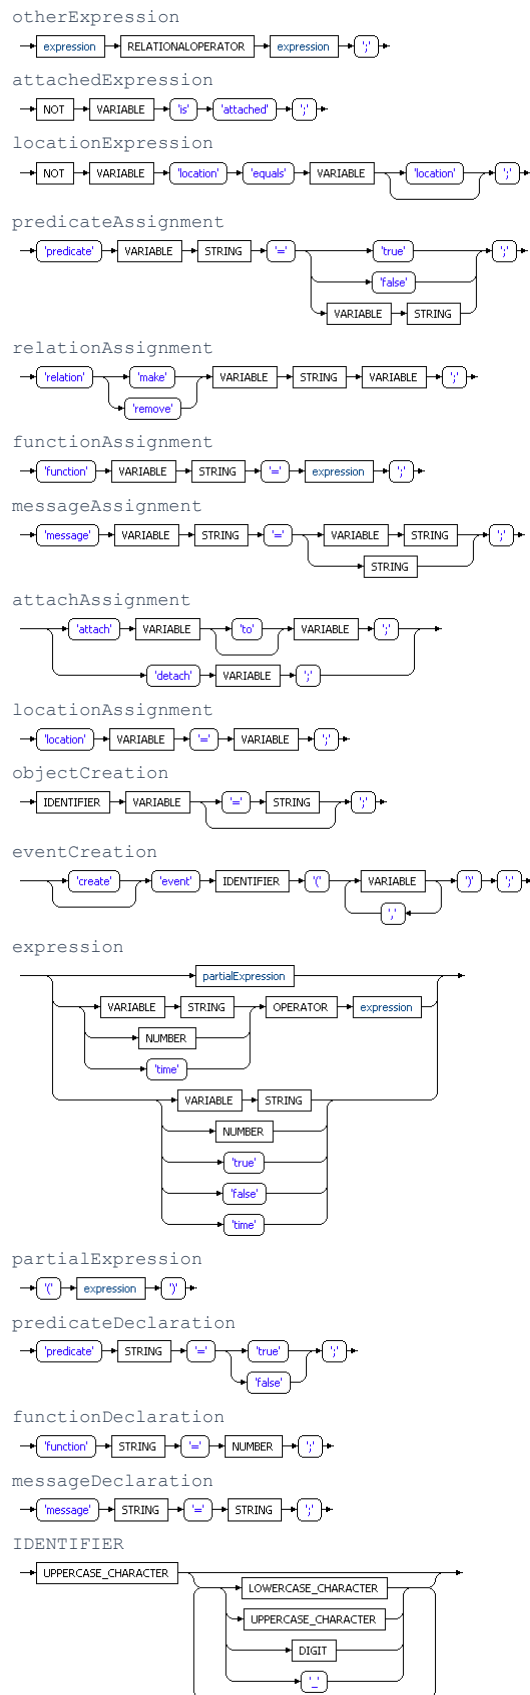 otherExpression
expression RELATIONALOPERATOR expression ';'
attachedExpression
NOT VARIABLE 'is' 'attached' ';'
locationExpression
NOT VARIABLE 'location' 'equals' VARIABLE 'location' ';'
predicateAssignment
'predicate' VARIABLE STRING '=' 'true' ';'
'false'
VARIABLE STRING
relationAssignment
'relation' 'make' VARIABLE STRING VARIABLE ';'
'remove'
functionAssignment
'function' VARIABLE STRING '=' expression ';'
messageAssignment
'message' VARIABLE STRING '=' VARIABLE STRING ';'
STRING
attachAssignment
'attach' VARIABLE 'to' VARIABLE ';'
'detach' VARIABLE ';'
locationAssignment
'location' VARIABLE '=' VARIABLE ';'
objectCreation
IDENTIFIER VARIABLE '=' STRING ';'
eventCreation
'create' 'event' IDENTIFIER '(' VARIABLE ')' ';'
','
expression
partialExpression
VARIABLE STRING OPERATOR expression
NUMBER
'time'
VARIABLE STRING
NUMBER
'true'
'false'
'time'
partialExpression
'(' expression ')'
predicateDeclaration
'predicate' STRING '=' 'true' ';'
'false'
functionDeclaration
'function' STRING '=' NUMBER ';'
messageDeclaration
'message' STRING '=' STRING ';'
IDENTIFIER
UPPERCASE_CHARACTER
LOWERCASE_CHARACTER
UPPERCASE_CHARACTER
DIGIT
'_'